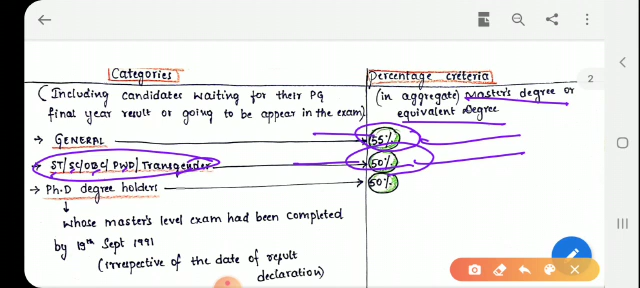 Categories
Percentage creteria
(Including candidates waiting for their PG
final year result or going to be appear in the exam)
(in aggregate) Master's degree or
equivalent Degree
2
→ GENERAL → 55%
→ ST/SC/OBC/PWD/Transgender → 50%
→ Ph.D degree holders → 50%
whose master's level exam had been completed
by 19th Sept 1991
(irrespective of the date of result
declaration)